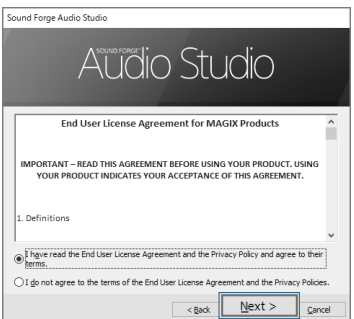 Sound Forge Audio Studio
SOUND FORGE™
Audio Studio
End User License Agreement for MAGIX Products
IMPORTANT – READ THIS AGREEMENT BEFORE USING YOUR PRODUCT. USING
YOUR PRODUCT INDICATES YOUR ACCEPTANCE OF THIS AGREEMENT.
1. Definitions
I have read the End User License Agreement and the Privacy Policy and agree to their
terms.
I do not agree to the terms of the End User License Agreement and the Privacy Policies.
< Back
Next >
Cancel